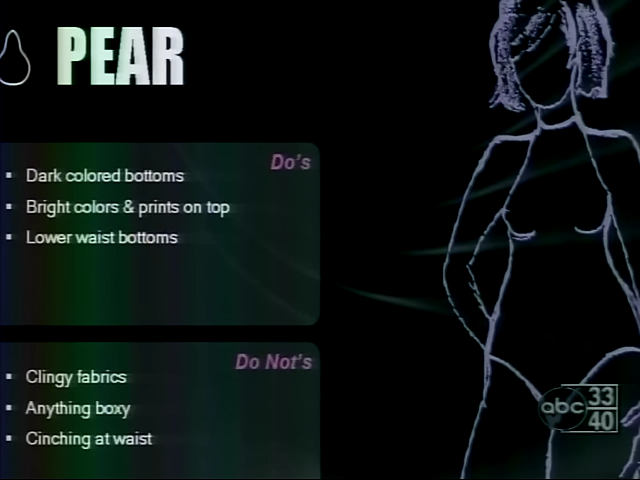 PEAR
Do's
Dark colored bottoms
Bright colors & prints on top
Lower waist bottoms
Do Not's
Clingy fabrics
Anything boxy
Cinching at waist
abc 33
40